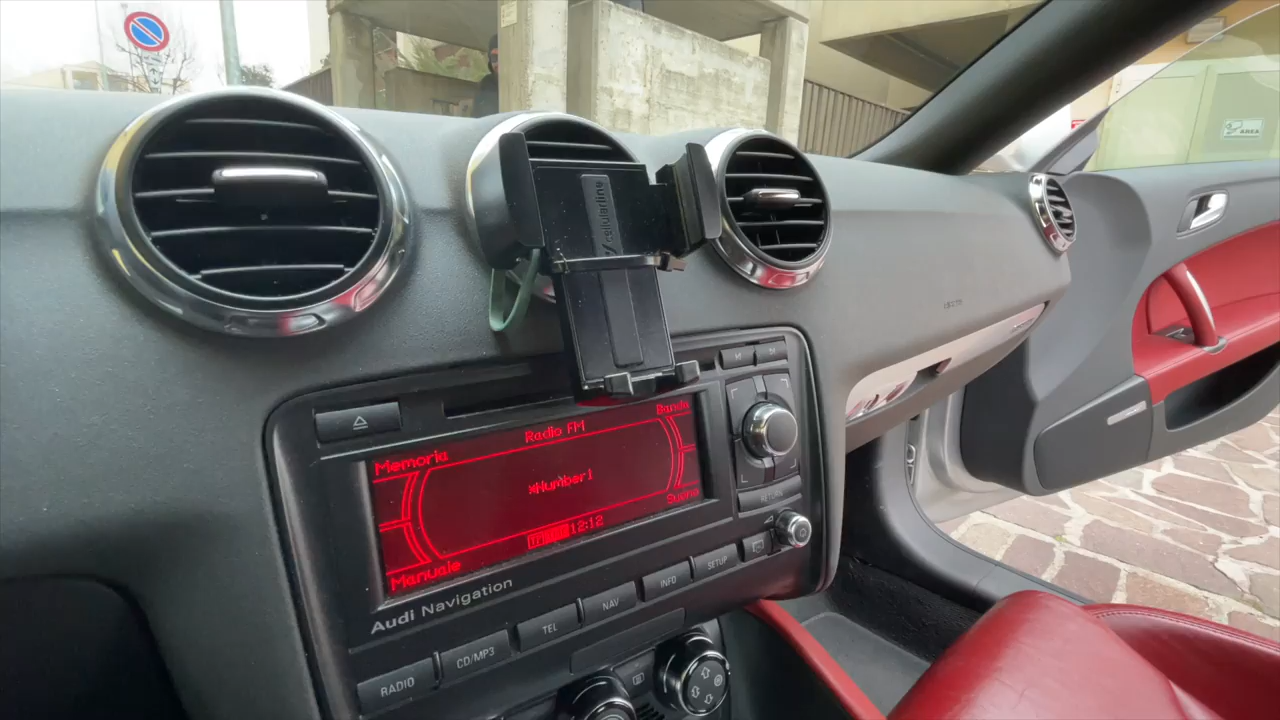 cellularline
Banda
Radio FM
Memoria
*Number1
Suono
12:12
Manuale
RETURN
Audi Navigation
SETUP
INFO
NAV
TEL
CD/MP3
RADIO
AREA